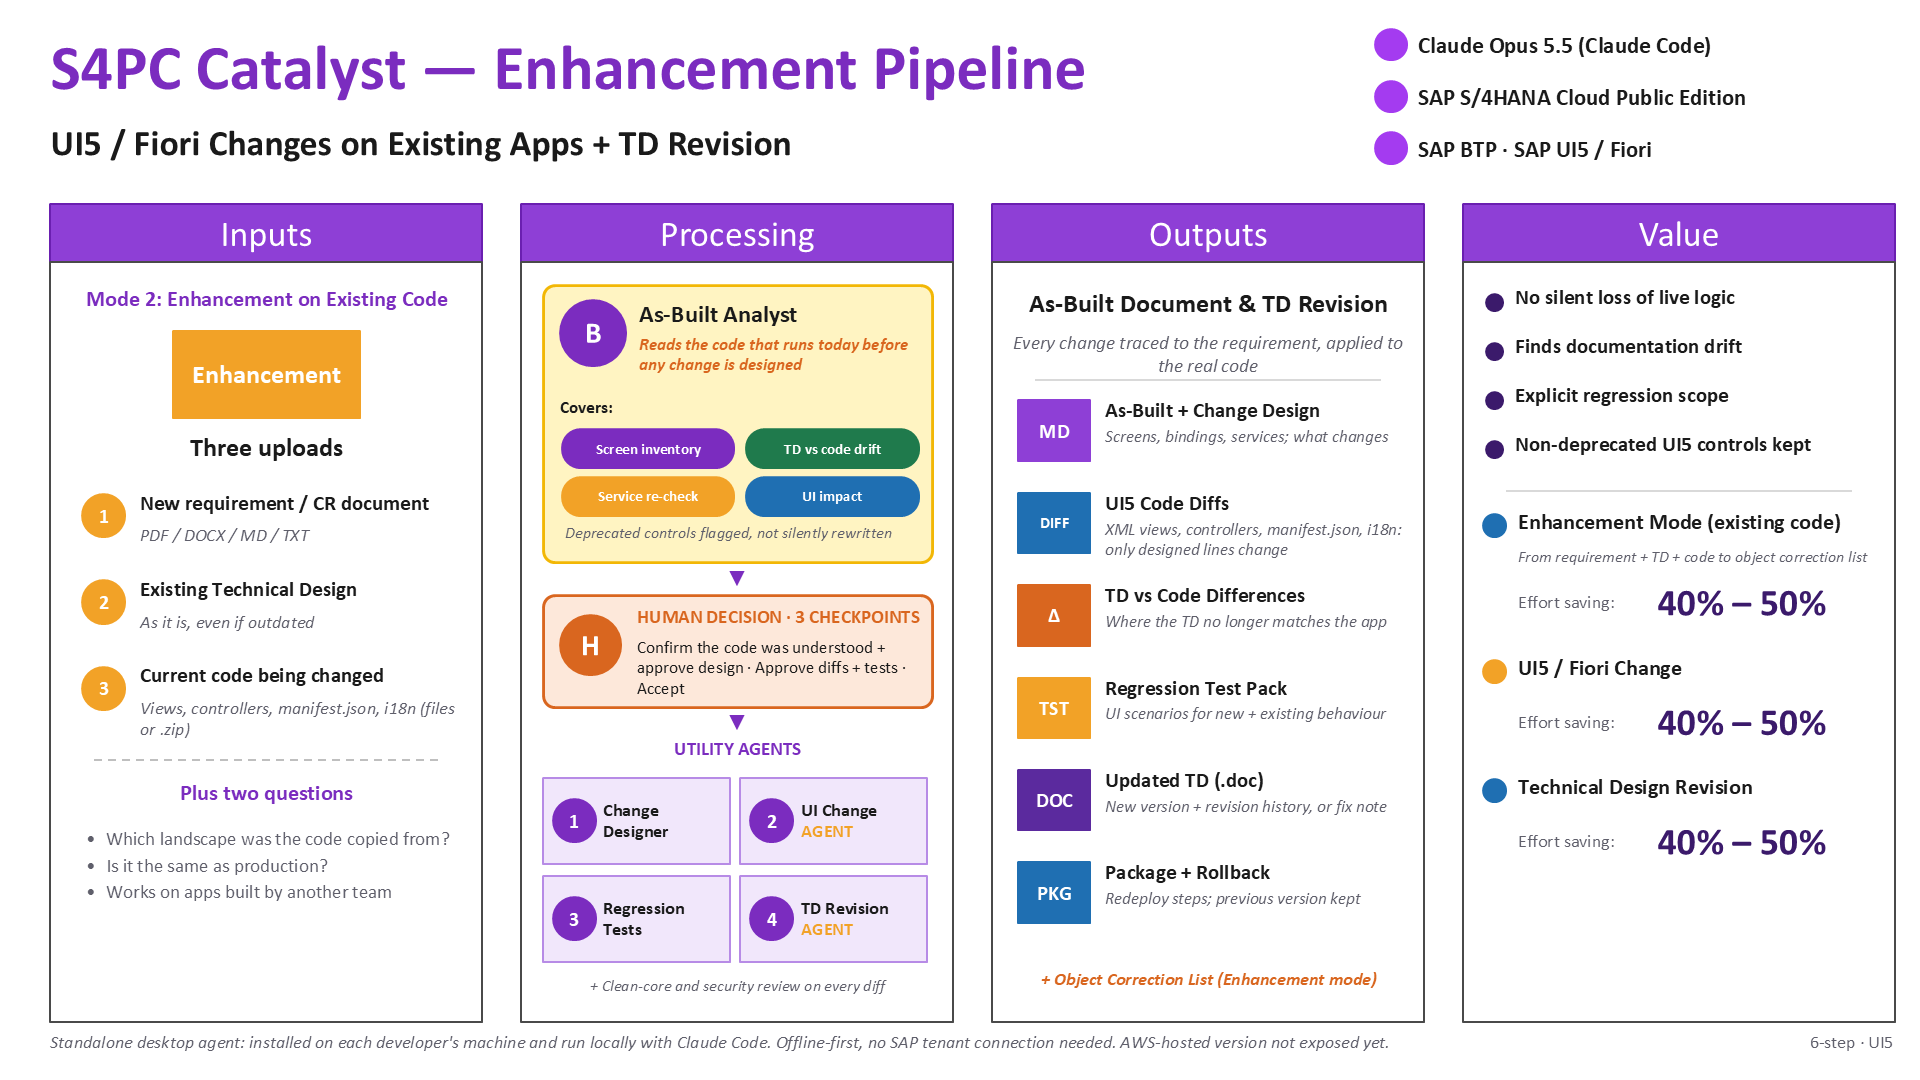 S4PC Catalyst — Enhancement Pipeline
UI5 / Fiori Changes on Existing Apps + TD Revision
Claude Opus 5.5 (Claude Code)
SAP S/4HANA Cloud Public Edition
SAP BTP · SAP UI5 / Fiori
Inputs
Mode 2: Enhancement on Existing Code
Enhancement
Three uploads
1
New requirement / CR document
PDF / DOCX / MD / TXT
2
Existing Technical Design
As it is, even if outdated
3
Current code being changed
Views, controllers, manifest.json, i18n (files
or .zip)
Plus two questions
• Which landscape was the code copied from?
• Is it the same as production?
• Works on apps built by another team
Processing
B
As-Built Analyst
Reads the code that runs today before
any change is designed
Covers:
Screen inventory
TD vs code drift
Service re-check
UI impact
Deprecated controls flagged, not silently rewritten
▼
H
HUMAN DECISION · 3 CHECKPOINTS
Confirm the code was understood +
approve design · Approve diffs + tests ·
Accept
▼
UTILITY AGENTS
1
Change
Designer
2
UI Change
AGENT
3
Regression
Tests
4
TD Revision
AGENT
+ Clean-core and security review on every diff
Outputs
As-Built Document & TD Revision
Every change traced to the requirement, applied to
the real code
MD
As-Built + Change Design
Screens, bindings, services; what changes
DIFF
UI5 Code Diffs
XML views, controllers, manifest.json, i18n:
only designed lines change
Δ
TD vs Code Differences
Where the TD no longer matches the app
TST
Regression Test Pack
UI scenarios for new + existing behaviour
DOC
Updated TD (.doc)
New version + revision history, or fix note
PKG
Package + Rollback
Redeploy steps; previous version kept
+ Object Correction List (Enhancement mode)
Value
No silent loss of live logic
Finds documentation drift
Explicit regression scope
Non-deprecated UI5 controls kept
Enhancement Mode (existing code)
From requirement + TD + code to object correction list
Effort saving: 40% – 50%
UI5 / Fiori Change
Effort saving: 40% – 50%
Technical Design Revision
Effort saving: 40% – 50%
Standalone desktop agent: installed on each developer's machine and run locally with Claude Code. Offline-first, no SAP tenant connection needed. AWS-hosted version not exposed yet.
6-step · UI5